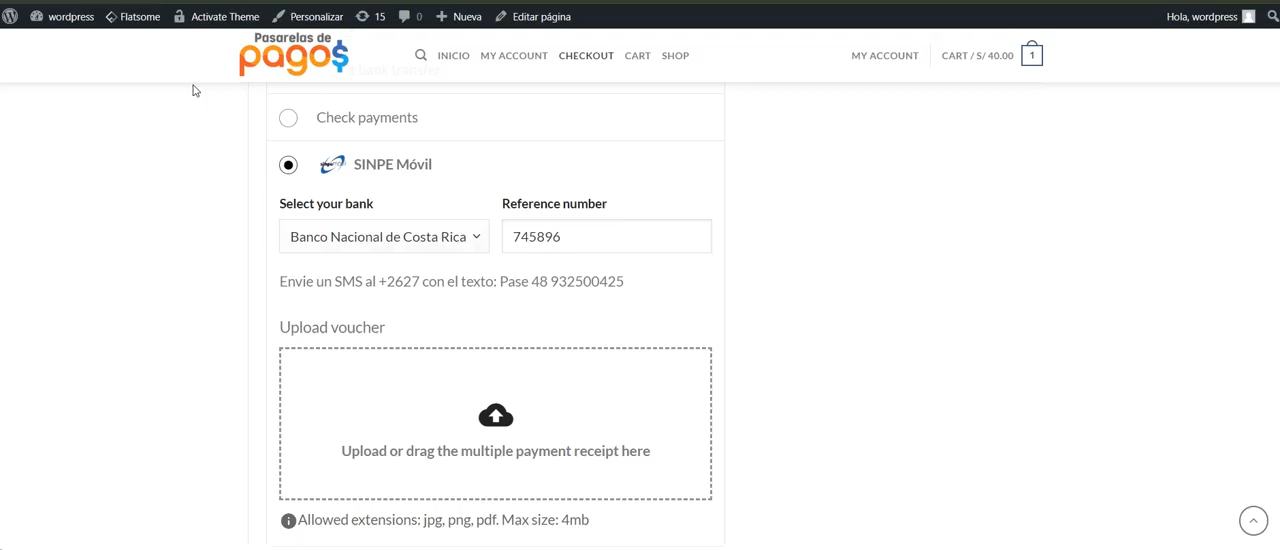 wordpress Flatsome Activate Theme Personalizar 15 0 Nueva Editar página Hola, wordpress
Pasarelas de
pago$
INICIO MY ACCOUNT CHECKOUT CART SHOP MY ACCOUNT CART / S/ 40.00 1
bank transfer
Check payments
SINPE Móvil
Select your bank Reference number
Banco Nacional de Costa Rica 745896
Envie un SMS al +2627 con el texto: Pase 48 932500425
Upload voucher
Upload or drag the multiple payment receipt here
Allowed extensions: jpg, png, pdf. Max size: 4mb